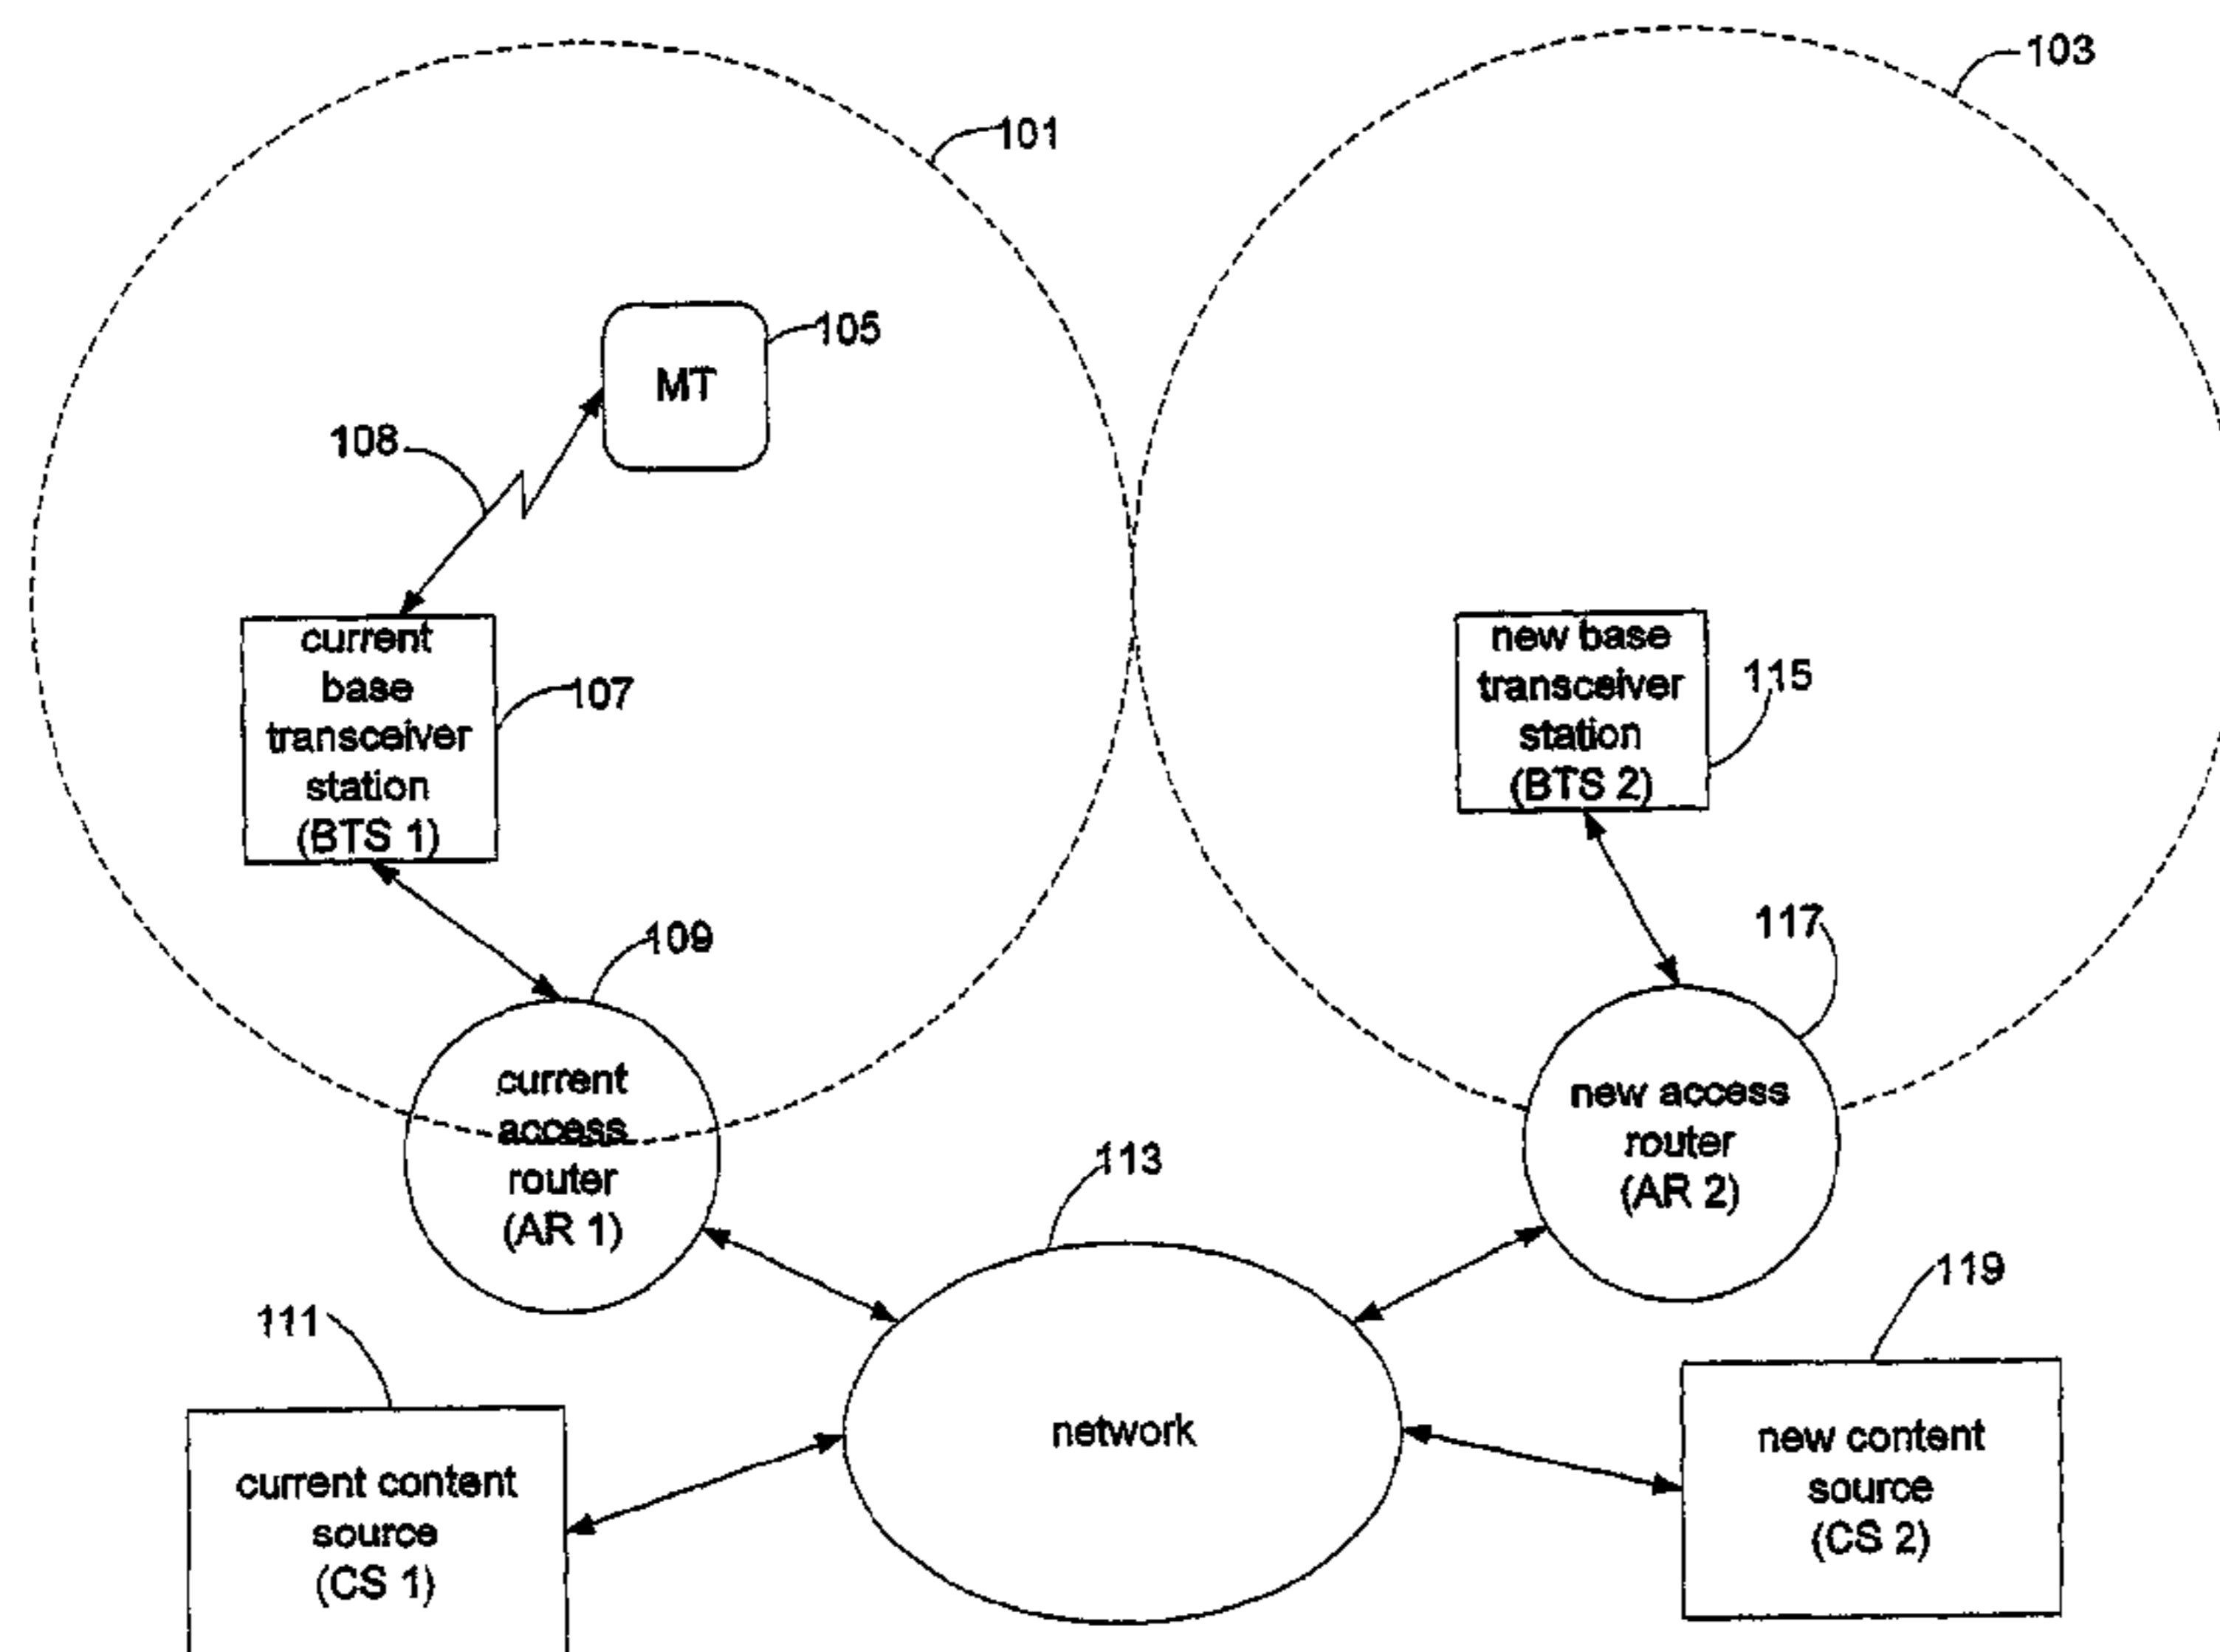 103
101
105
MT
108
current
base
transceiver
station
(BTS 1)
107
new base
transceiver
station
(BTS 2)
115
109
117
current
access
router
(AR 1)
new access
router
(AR 2)
113
119
111
network
current content
source
(CS 1)
new content
source
(CS 2)